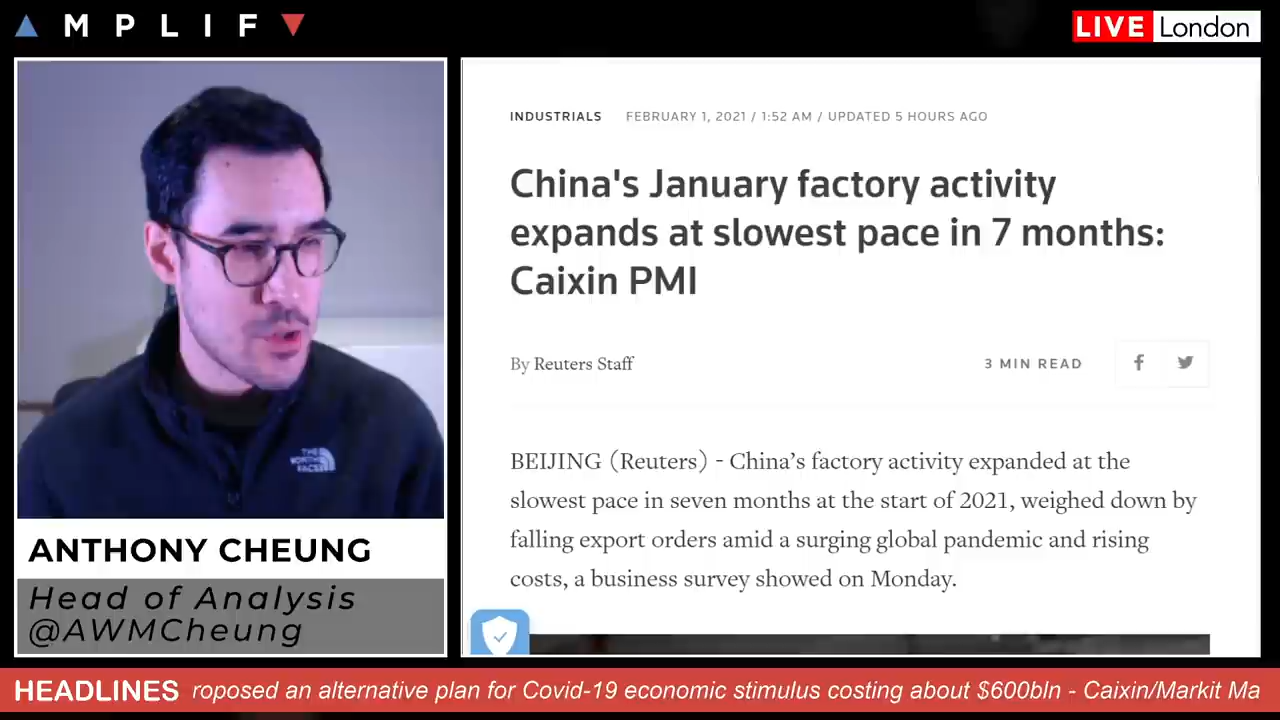 ▲ M P L I F ▼
LIVE London
INDUSTRIALS FEBRUARY 1, 2021 / 1:52 AM / UPDATED 5 HOURS AGO
China's January factory activity
expands at slowest pace in 7 months:
Caixin PMI
By Reuters Staff
3 MIN READ
BEIJING (Reuters) - China’s factory activity expanded at the
slowest pace in seven months at the start of 2021, weighed down by
falling export orders amid a surging global pandemic and rising
costs, a business survey showed on Monday.
THE
NORTH
FACE
ANTHONY CHEUNG
Head of Analysis
@AWMCheung
HEADLINES roposed an alternative plan for Covid-19 economic stimulus costing about $600bln - Caixin/Markit Ma